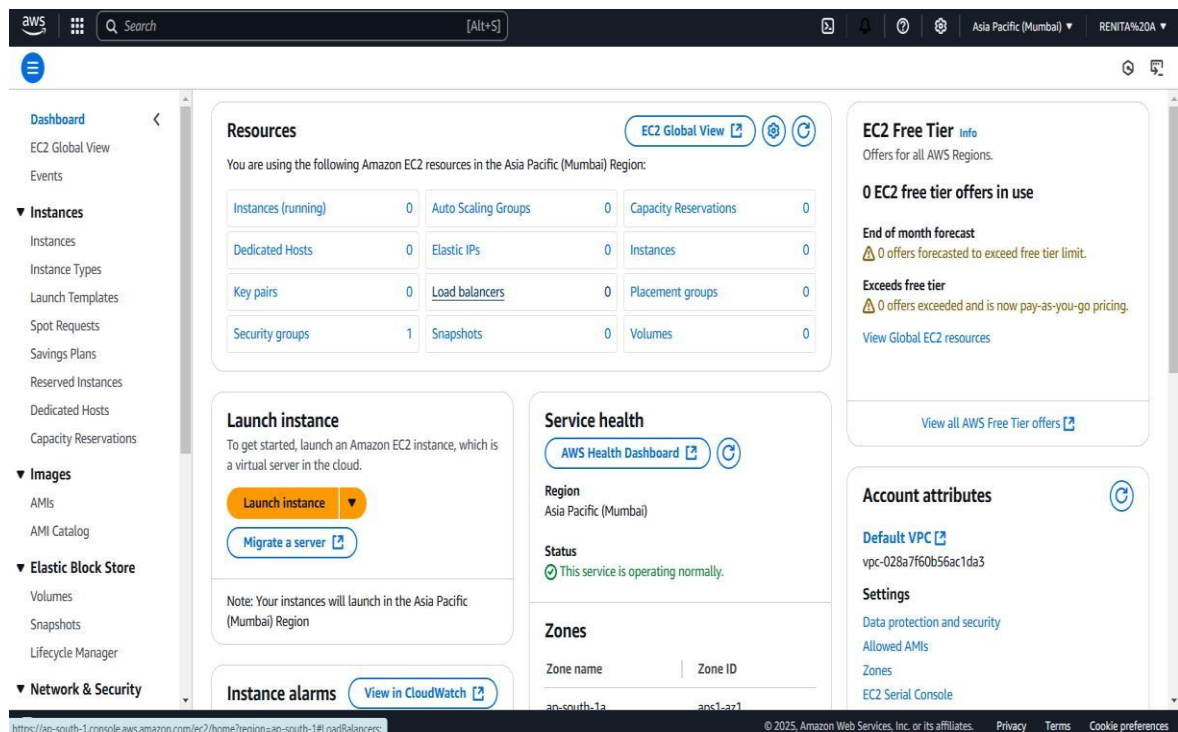 aws
Search [Alt+S] Asia Pacific (Mumbai) ▼ RENITA%20A ▼
Dashboard
EC2 Global View
Events
▼ Instances
Instances
Instance Types
Launch Templates
Spot Requests
Savings Plans
Reserved Instances
Dedicated Hosts
Capacity Reservations
▼ Images
AMIs
AMI Catalog
▼ Elastic Block Store
Volumes
Snapshots
Lifecycle Manager
▼ Network & Security
Resources
EC2 Global View
You are using the following Amazon EC2 resources in the Asia Pacific (Mumbai) Region:
Instances (running) 0 Auto Scaling Groups 0 Capacity Reservations 0
Dedicated Hosts 0 Elastic IPs 0 Instances 0
Key pairs 0 Load balancers 0 Placement groups 0
Security groups 1 Snapshots 0 Volumes 0
Launch instance
To get started, launch an Amazon EC2 instance, which is
a virtual server in the cloud.
Launch instance ▼
Migrate a server
Note: Your instances will launch in the Asia Pacific
(Mumbai) Region
Instance alarms View in CloudWatch
Service health
AWS Health Dashboard
Region
Asia Pacific (Mumbai)
Status
This service is operating normally.
Zones
Zone name Zone ID
ap-south-1a aps1-az1
EC2 Free Tier Info
Offers for all AWS Regions.
0 EC2 free tier offers in use
End of month forecast
0 offers forecasted to exceed free tier limit.
Exceeds free tier
0 offers exceeded and is now pay-as-you-go pricing.
View Global EC2 resources
View all AWS Free Tier offers
Account attributes
Default VPC
vpc-028a7f60b56ac1da3
Settings
Data protection and security
Allowed AMIs
Zones
EC2 Serial Console
https://ap-south-1.console.aws.amazon.com/ec2/home?region=ap-south-1#LoadBalancers:
© 2025, Amazon Web Services, Inc. or its affiliates. Privacy Terms Cookie preferences